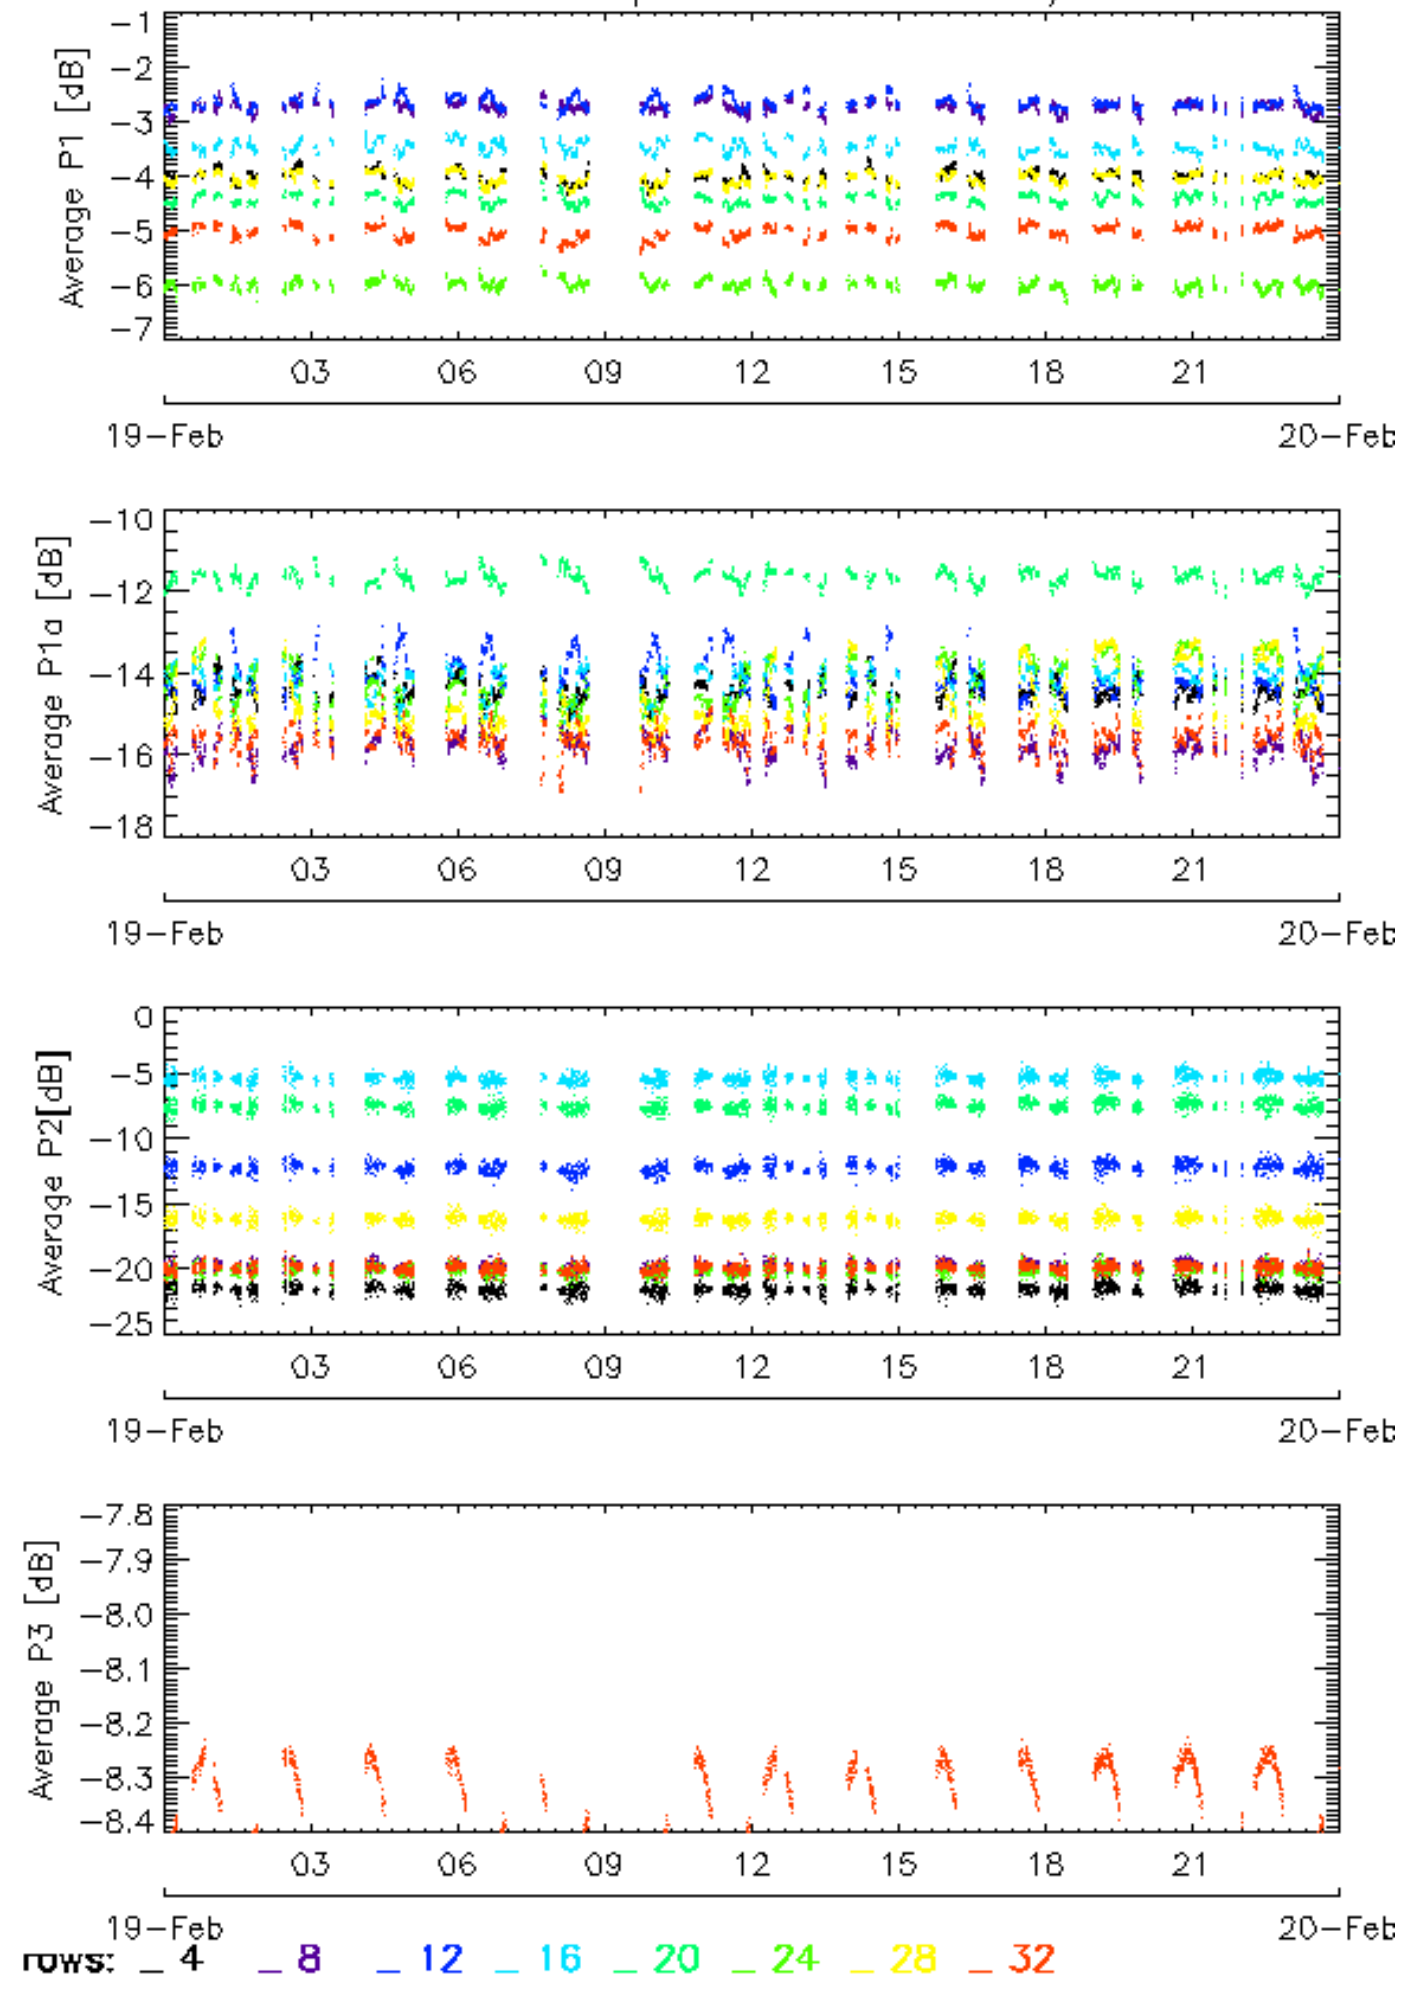 -1
-2
-3
-4
-5
-6
-7
Average P1 [dB]
03 06 09 12 15 18 21
19-Feb 20-Feb
-10
-12
-14
-16
-18
Average P1a [dB]
03 06 09 12 15 18 21
19-Feb 20-Feb
0
-5
-10
-15
-20
-25
Average P2[dB]
03 06 09 12 15 18 21
19-Feb 20-Feb
-7.8
-7.9
-8.0
-8.1
-8.2
-8.3
-8.4
Average P3 [dB]
03 06 09 12 15 18 21
19-Feb 20-Feb
rows: _ 4 _ 8 _ 12 _ 16 _ 20 _ 24 _ 28 _ 32